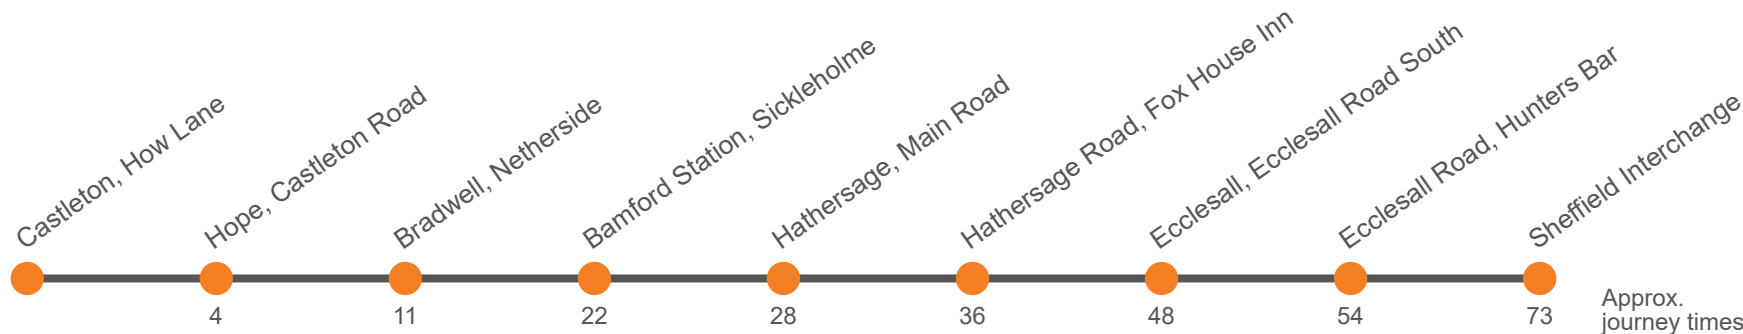 Castleton, How Lane
Hope, Castleton Road
Bradwell, Netherside
Bamford Station, Sickleholme
Hathersage, Main Road
Hathersage Road, Fox House Inn
Ecclesall, Ecclesall Road South
Ecclesall Road, Hunters Bar
Sheffield Interchange
4
11
22
28
36
48
54
73
Approx.
journey times